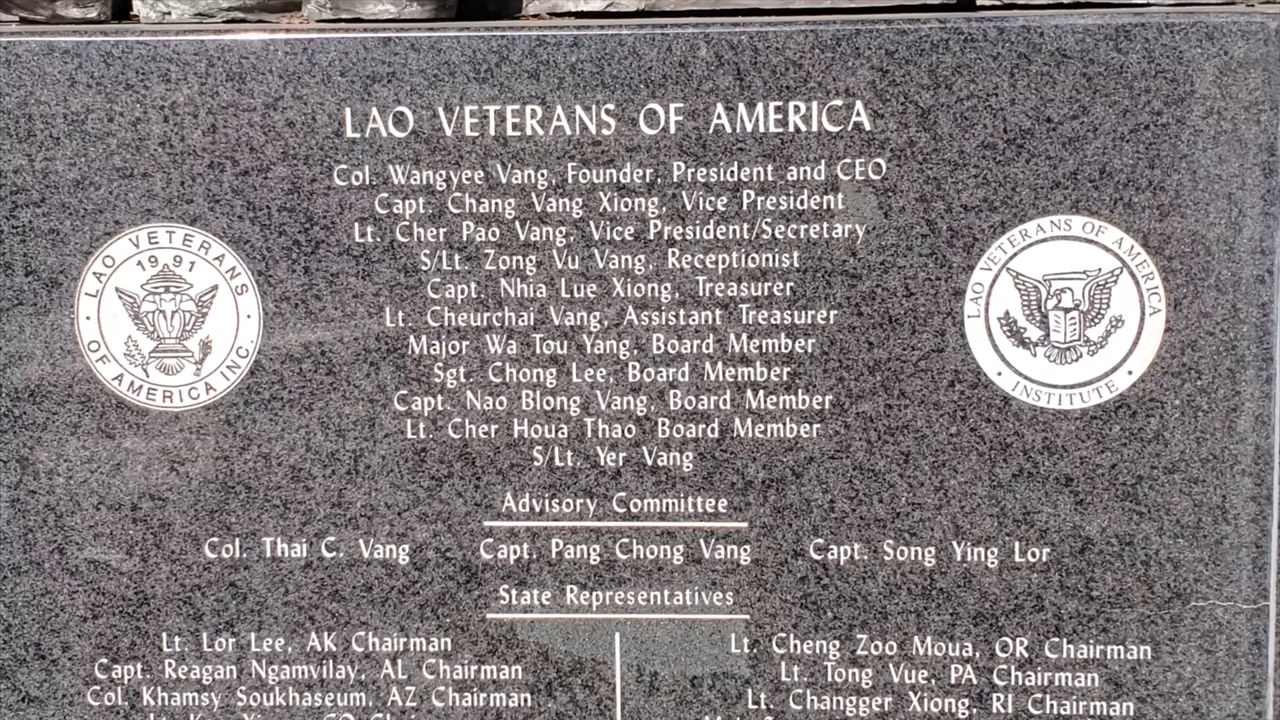 LAO VETERANS OF AMERICA
Col. Wangyee Vang, Founder, President and CEO
Capt. Chang Vang Xiong, Vice President
Lt. Cher Pao Vang, Vice President/Secretary
S/Lt. Zong Vu Vang, Receptionist
Capt. Nhia Lue Xiong, Treasurer
Lt. Cheurchai Vang, Assistant Treasurer
Major Wa Tou Yang, Board Member
Sgt. Chong Lee, Board Member
Capt. Nao Blong Vang, Board Member
Lt. Cher Houa Thao Board Member
S/Lt. Yer Vang
LAO VETERANS
1991
OF AMERICA INC.
LAO VETERANS OF AMERICA
INSTITUTE
Advisory Committee
Col. Thai C. Vang Capt. Pang Chong Vang Capt. Song Ying Lor
State Representatives
Lt. Lor Lee, AK Chairman
Capt. Reagan Ngamvilay, AL Chairman
Col. Khamsy Soukhaseum, AZ Chairman
Lt. Cheng Zoo Moua, OR Chairman
Lt. Tong Vue, PA Chairman
Lt. Changger Xiong, RI Chairman